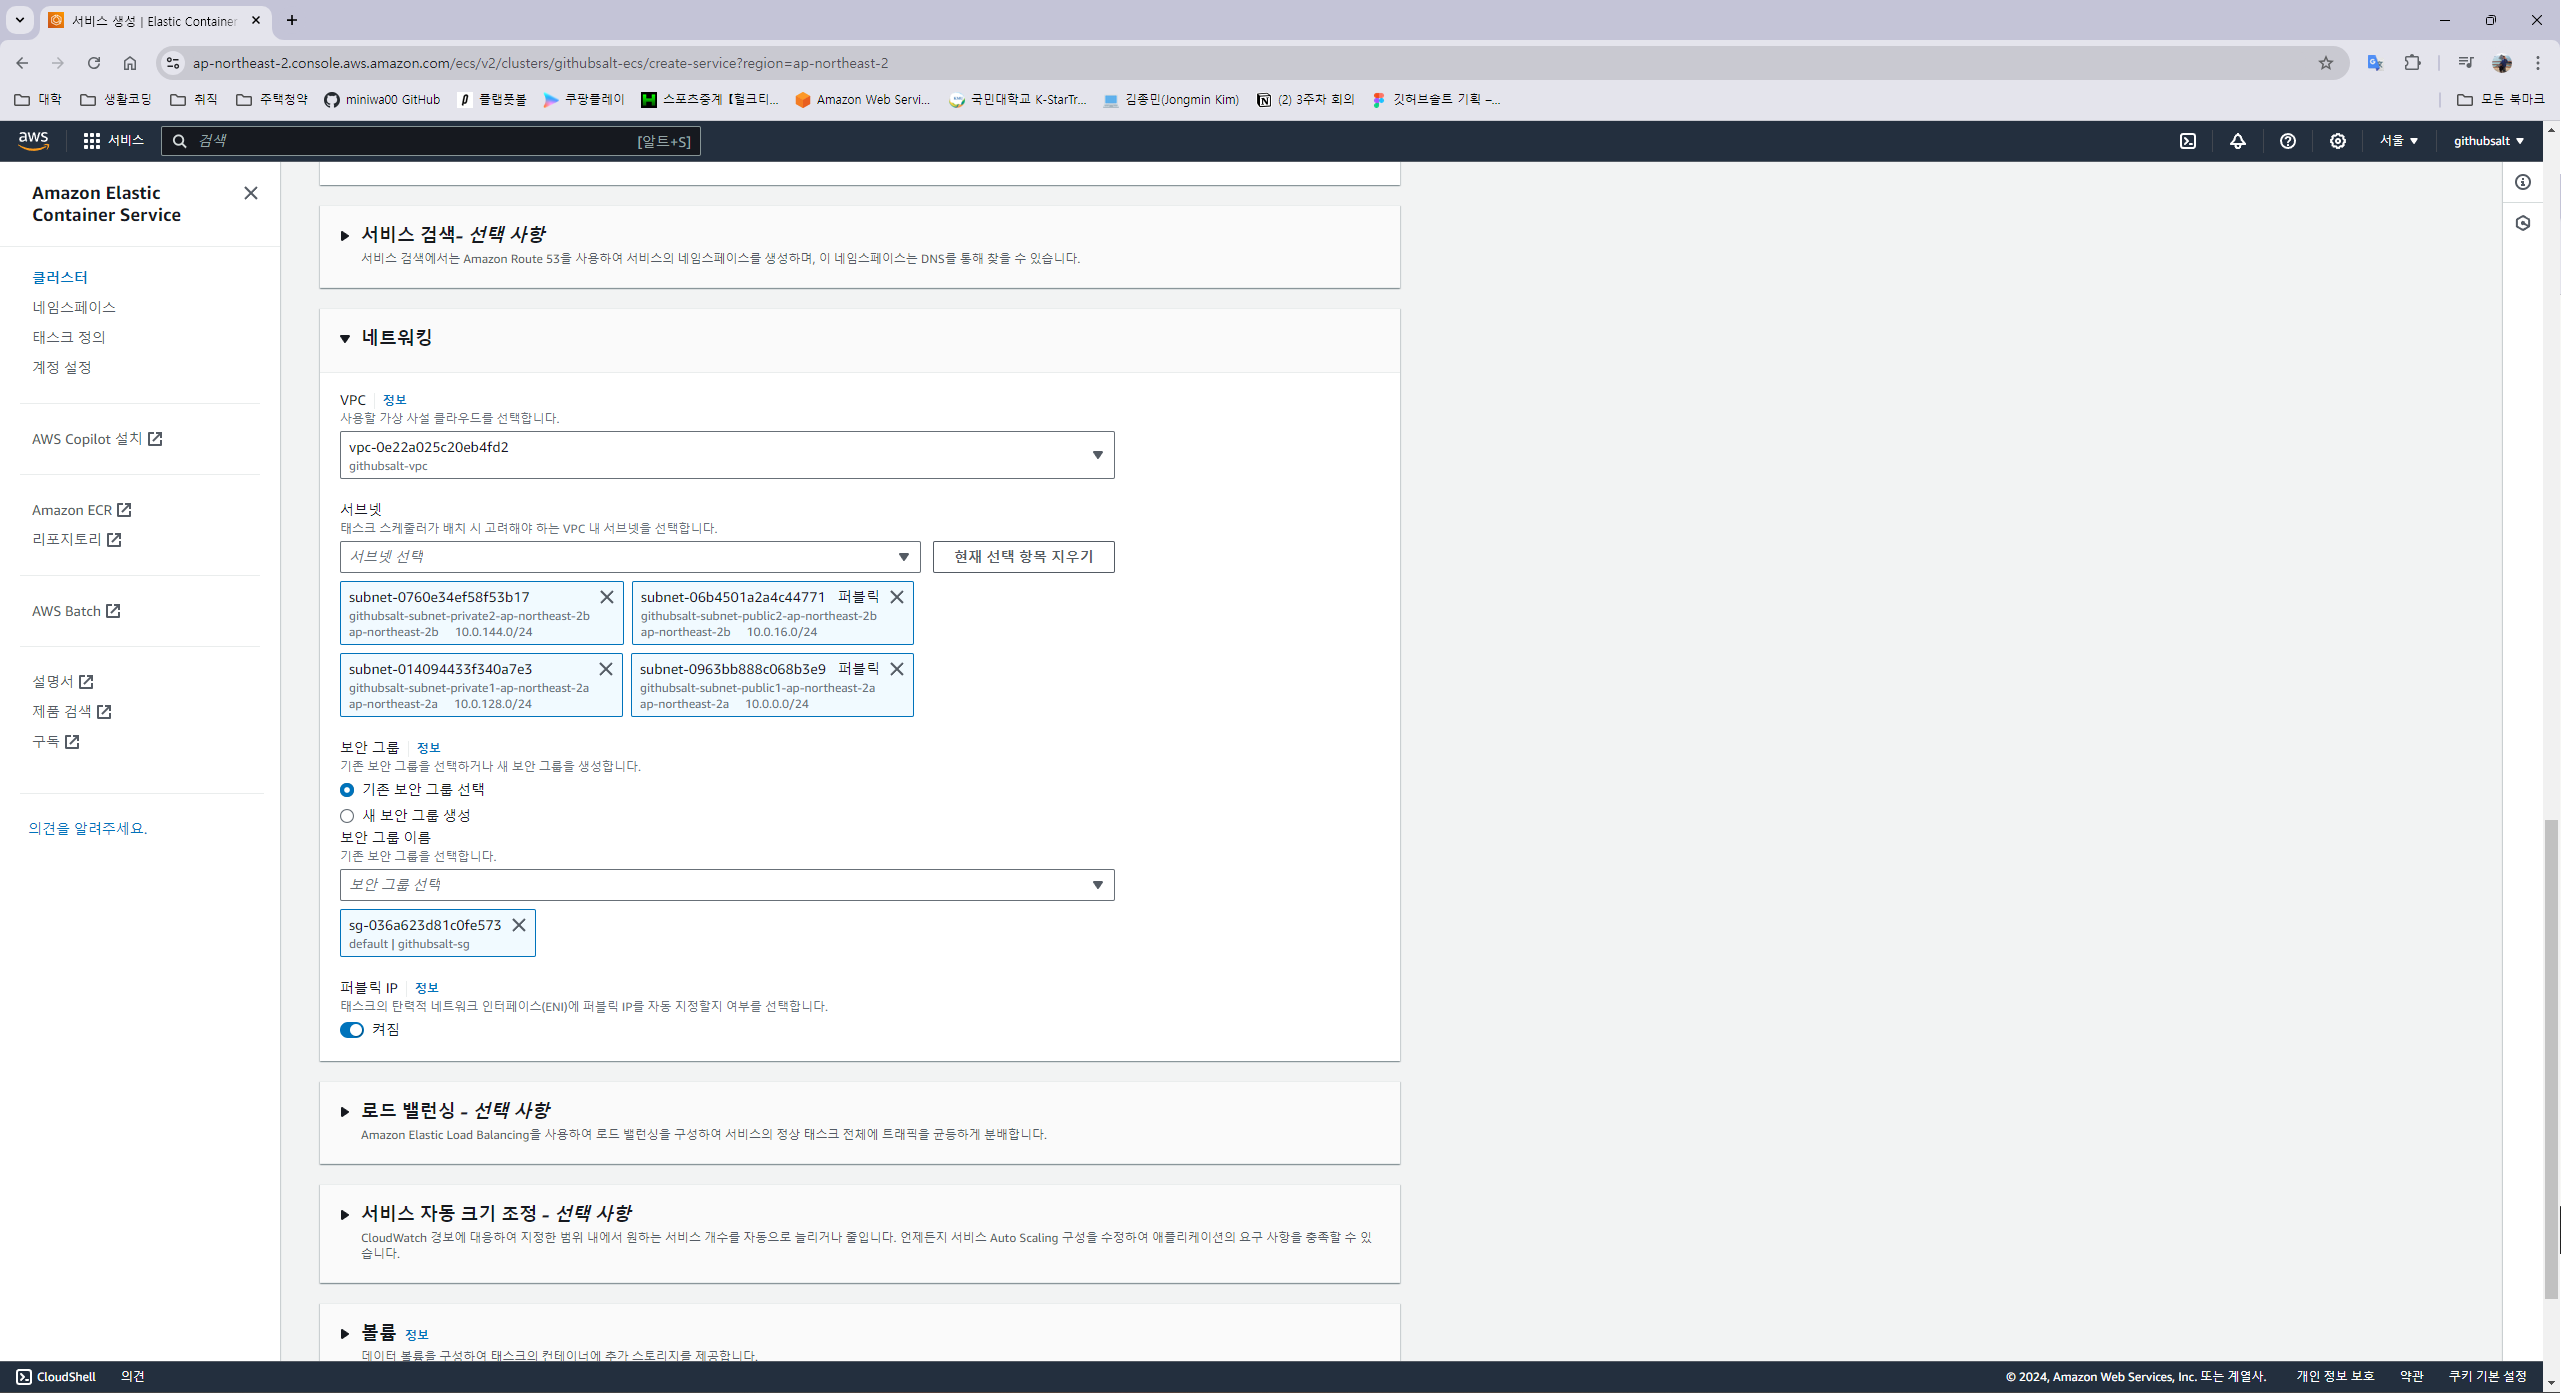 서비스 생성 | Elastic Container
ap-northeast-2.console.aws.amazon.com/ecs/v2/clusters/githubsalt-ecs/create-service?region=ap-northeast-2
대학 생활코딩 취직 주택청약 miniwa00 GitHub 플랩풋볼 쿠팡플레이 스포츠중계【헐크티... Amazon Web Servi... 국민대학교 K-StarTr... 김종민(Jongmin Kim) (2) 3주차 회의 깃허브솔트 기획 –... 모든 북마크
aws 서비스 검색 [알트+S] 서울 githubsalt
Amazon Elastic
Container Service
클러스터
네임스페이스
태스크 정의
계정 설정
AWS Copilot 설치
Amazon ECR
리포지토리
AWS Batch
설명서
제품 검색
구독
의견을 알려주세요.
서비스 검색- 선택 사항
서비스 검색에서는 Amazon Route 53을 사용하여 서비스의 네임스페이스를 생성하며, 이 네임스페이스는 DNS를 통해 찾을 수 있습니다.
네트워킹
VPC 정보
사용할 가상 사설 클라우드를 선택합니다.
vpc-0e22a025c20eb4fd2
githubsalt-vpc
서브넷
태스크 스케줄러가 배치 시 고려해야 하는 VPC 내 서브넷을 선택합니다.
서브넷 선택 현재 선택 항목 지우기
subnet-0760e34ef58f53b17
githubsalt-subnet-private2-ap-northeast-2b
ap-northeast-2b 10.0.144.0/24
subnet-06b4501a2a4c44771 퍼블릭
githubsalt-subnet-public2-ap-northeast-2b
ap-northeast-2b 10.0.16.0/24
subnet-014094433f340a7e3
githubsalt-subnet-private1-ap-northeast-2a
ap-northeast-2a 10.0.128.0/24
subnet-0963bb888c068b3e9 퍼블릭
githubsalt-subnet-public1-ap-northeast-2a
ap-northeast-2a 10.0.0.0/24
보안 그룹 정보
기존 보안 그룹을 선택하거나 새 보안 그룹을 생성합니다.
기존 보안 그룹 선택
새 보안 그룹 생성
보안 그룹 이름
기존 보안 그룹을 선택합니다.
보안 그룹 선택
sg-036a623d81c0fe573
default | githubsalt-sg
퍼블릭 IP 정보
태스크의 탄력적 네트워크 인터페이스(ENI)에 퍼블릭 IP를 자동 지정할지 여부를 선택합니다.
켜짐
로드 밸런싱 - 선택 사항
Amazon Elastic Load Balancing을 사용하여 로드 밸런싱을 구성하여 서비스의 정상 태스크 전체에 트래픽을 균등하게 분배합니다.
서비스 자동 크기 조정 - 선택 사항
CloudWatch 경보에 대응하여 지정한 범위 내에서 원하는 서비스 개수를 자동으로 늘리거나 줄입니다. 언제든지 서비스 Auto Scaling 구성을 수정하여 애플리케이션의 요구 사항을 충족할 수 있
습니다.
볼륨 정보
데이터 볼륨을 구성하여 태스크의 컨테이너에 추가 스토리지를 제공합니다.
CloudShell 의견 © 2024, Amazon Web Services, Inc. 또는 계열사. 개인 정보 보호 약관 쿠키 기본 설정